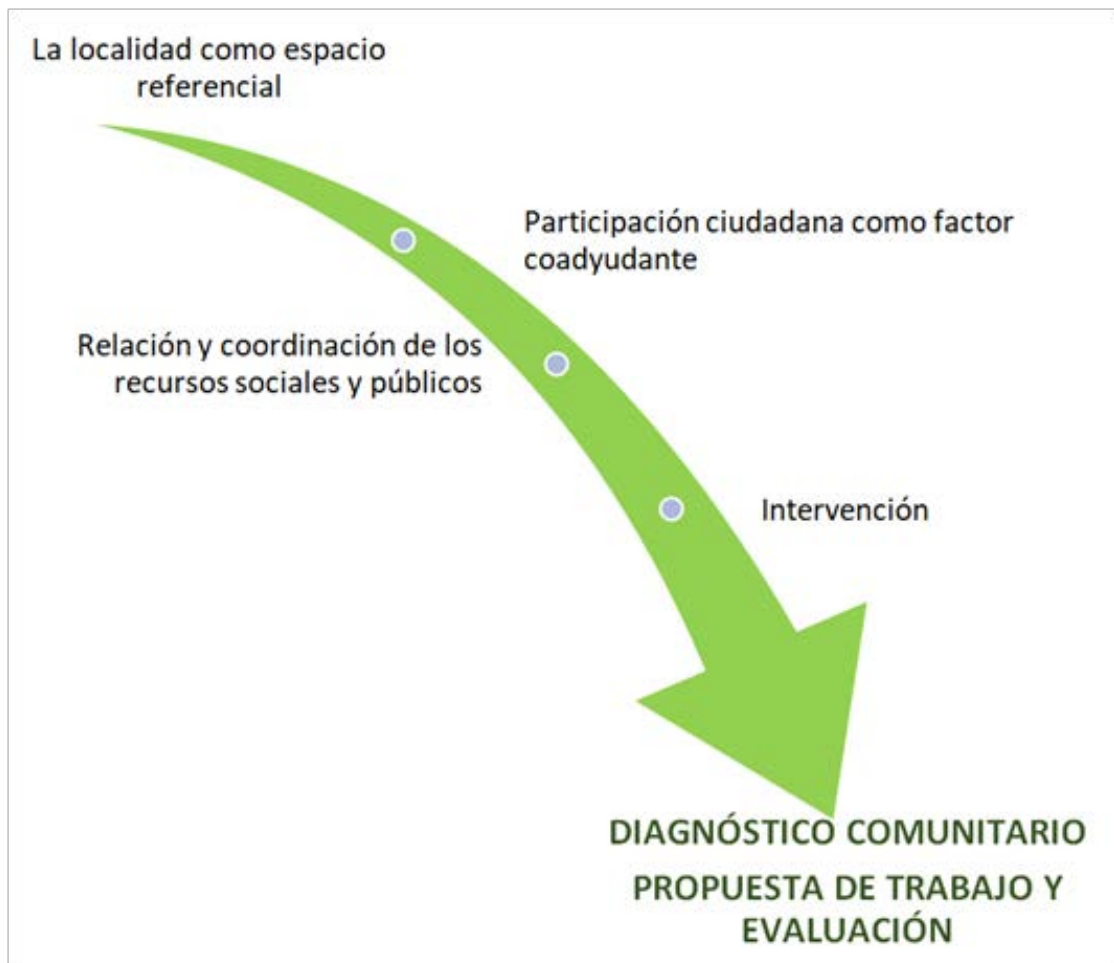 La localidad como espacio
referencial
Participación ciudadana como factor
coadyudante
Relación y coordinación de los
recursos sociales y públicos
Intervención
DIAGNÓSTICO COMUNITARIO
PROPUESTA DE TRABAJO Y
EVALUACIÓN